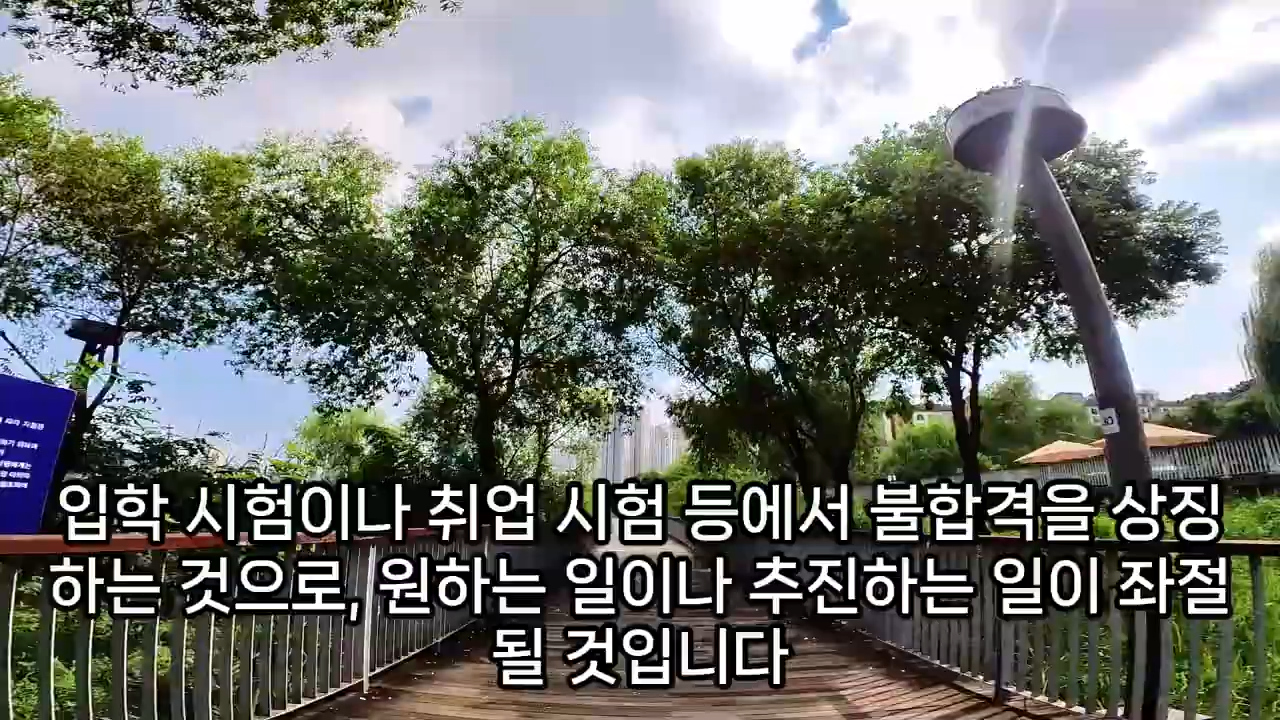 입학 시험이나 취업 시험 등에서 불합격을 상징
하는 것으로, 원하는 일이나 추진하는 일이 좌절
될 것입니다